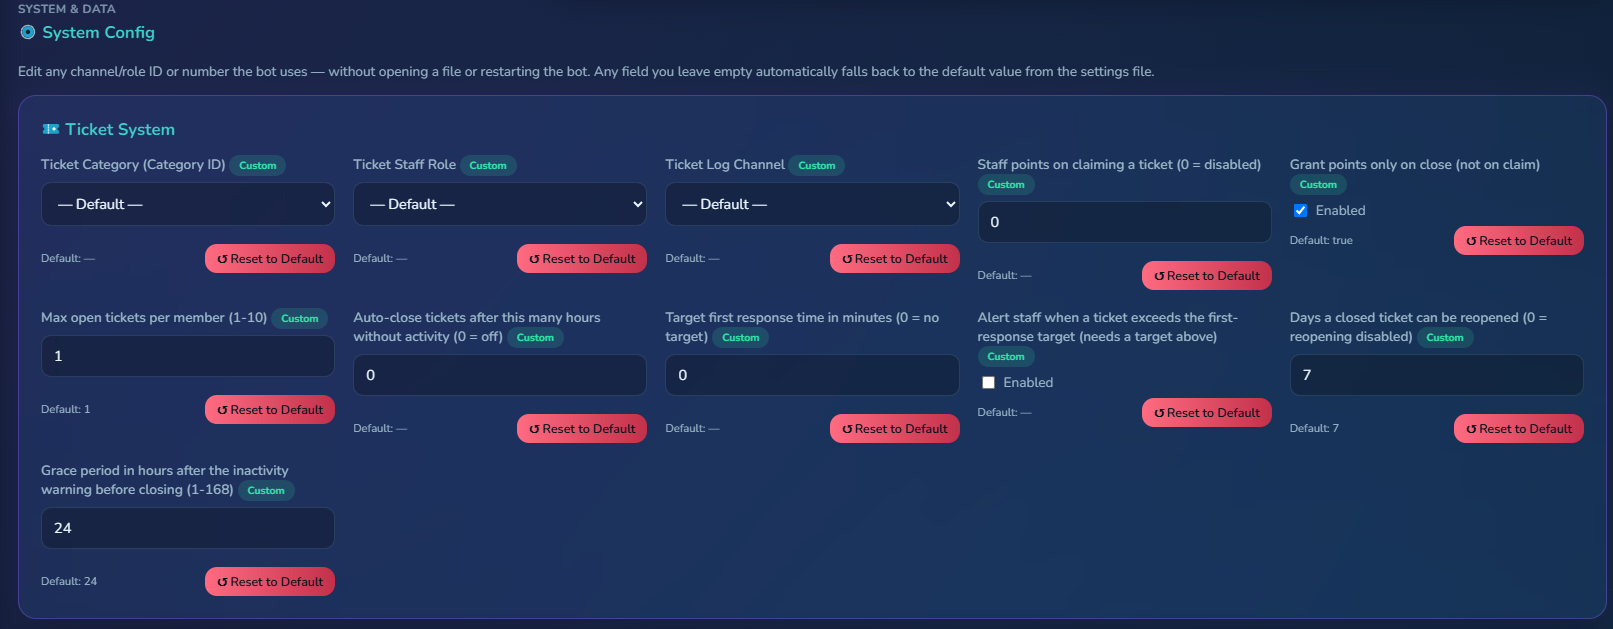 SYSTEM & DATA
System Config
Edit any channel/role ID or number the bot uses — without opening a file or restarting the bot. Any field you leave empty automatically falls back to the default value from the settings file.
Ticket System
Ticket Category (Category ID) Custom
— Default —
Default: —
↺ Reset to Default
Ticket Staff Role Custom
— Default —
Default: —
↺ Reset to Default
Ticket Log Channel Custom
— Default —
Default: —
↺ Reset to Default
Staff points on claiming a ticket (0 = disabled)
Custom
0
Default: —
↺ Reset to Default
Grant points only on close (not on claim)
Custom
Enabled
Default: true
↺ Reset to Default
Max open tickets per member (1-10) Custom
1
Default: 1
↺ Reset to Default
Auto-close tickets after this many hours
without activity (0 = off) Custom
0
Default: —
↺ Reset to Default
Target first response time in minutes (0 = no
target) Custom
0
Default: —
↺ Reset to Default
Alert staff when a ticket exceeds the first-
response target (needs a target above)
Custom
Enabled
Default: —
↺ Reset to Default
Days a closed ticket can be reopened (0 =
reopening disabled) Custom
7
Default: 7
↺ Reset to Default
Grace period in hours after the inactivity
warning before closing (1-168) Custom
24
Default: 24
↺ Reset to Default